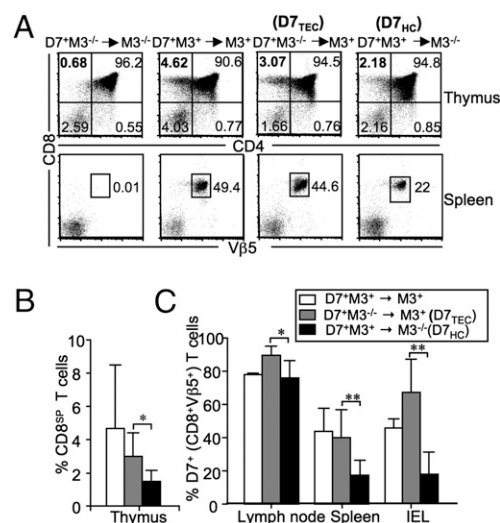 A
(D7TEC) (D7HC)
D7+M3-/- → M3-/- D7+M3+ → M3+ D7+M3-/- → M3+ D7+M3+ → M3-/-
0.68 96.2 4.62 90.6 3.07 94.5 2.18 94.8
Thymus
2.59 0.55 4.03 0.77 1.66 0.76 2.16 0.85
CD8
CD4
0.01 49.4 44.6 22
Spleen
Vβ5
B
C
D7+M3+ → M3+
D7+M3-/- → M3+ (D7TEC)
D7+M3+ → M3-/-(D7HC)
% CD8SP T cells
10
8
6
4
2
0
*
Thymus
% D7+ (CD8+Vβ5+) T cells
100
80
60
40
20
0
* ** **
Lymph node Spleen IEL